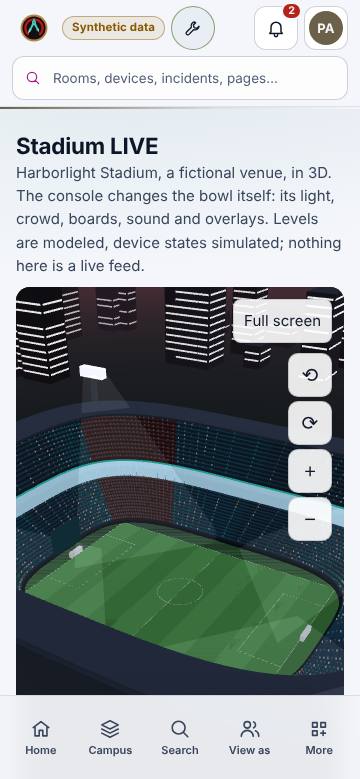 Synthetic data
2
PA
Rooms, devices, incidents, pages...
Stadium LIVE
Harborlight Stadium, a fictional venue, in 3D.
The console changes the bowl itself: its light,
crowd, boards, sound and overlays. Levels
are modeled, device states simulated; nothing
here is a live feed.
Full screen
⟲
⟳
+
−
Home
Campus
Search
View as
More